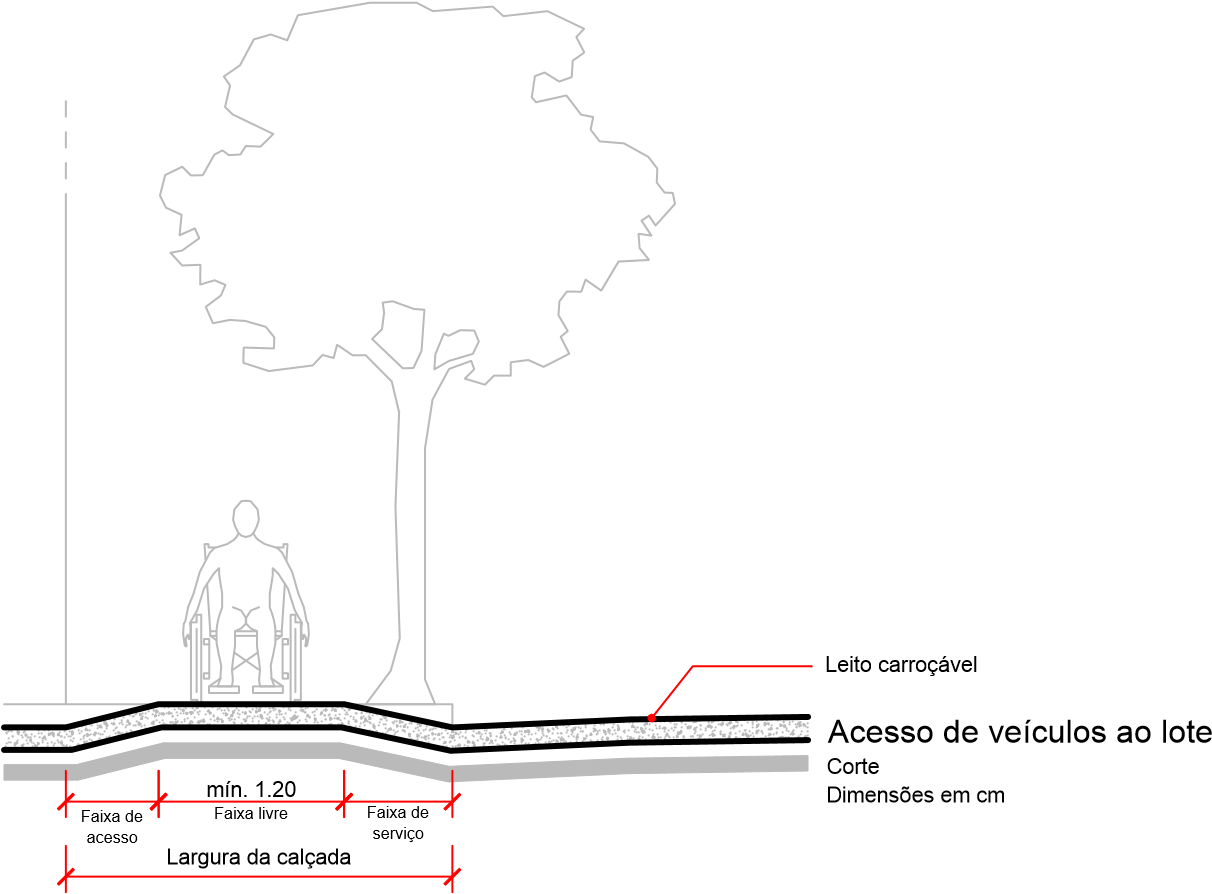 Leito carroçável
Acesso de veículos ao lote
Corte
Dimensões em cm
mín. 1.20
Faixa de
acesso
Faixa livre
Faixa de
serviço
Largura da calçada